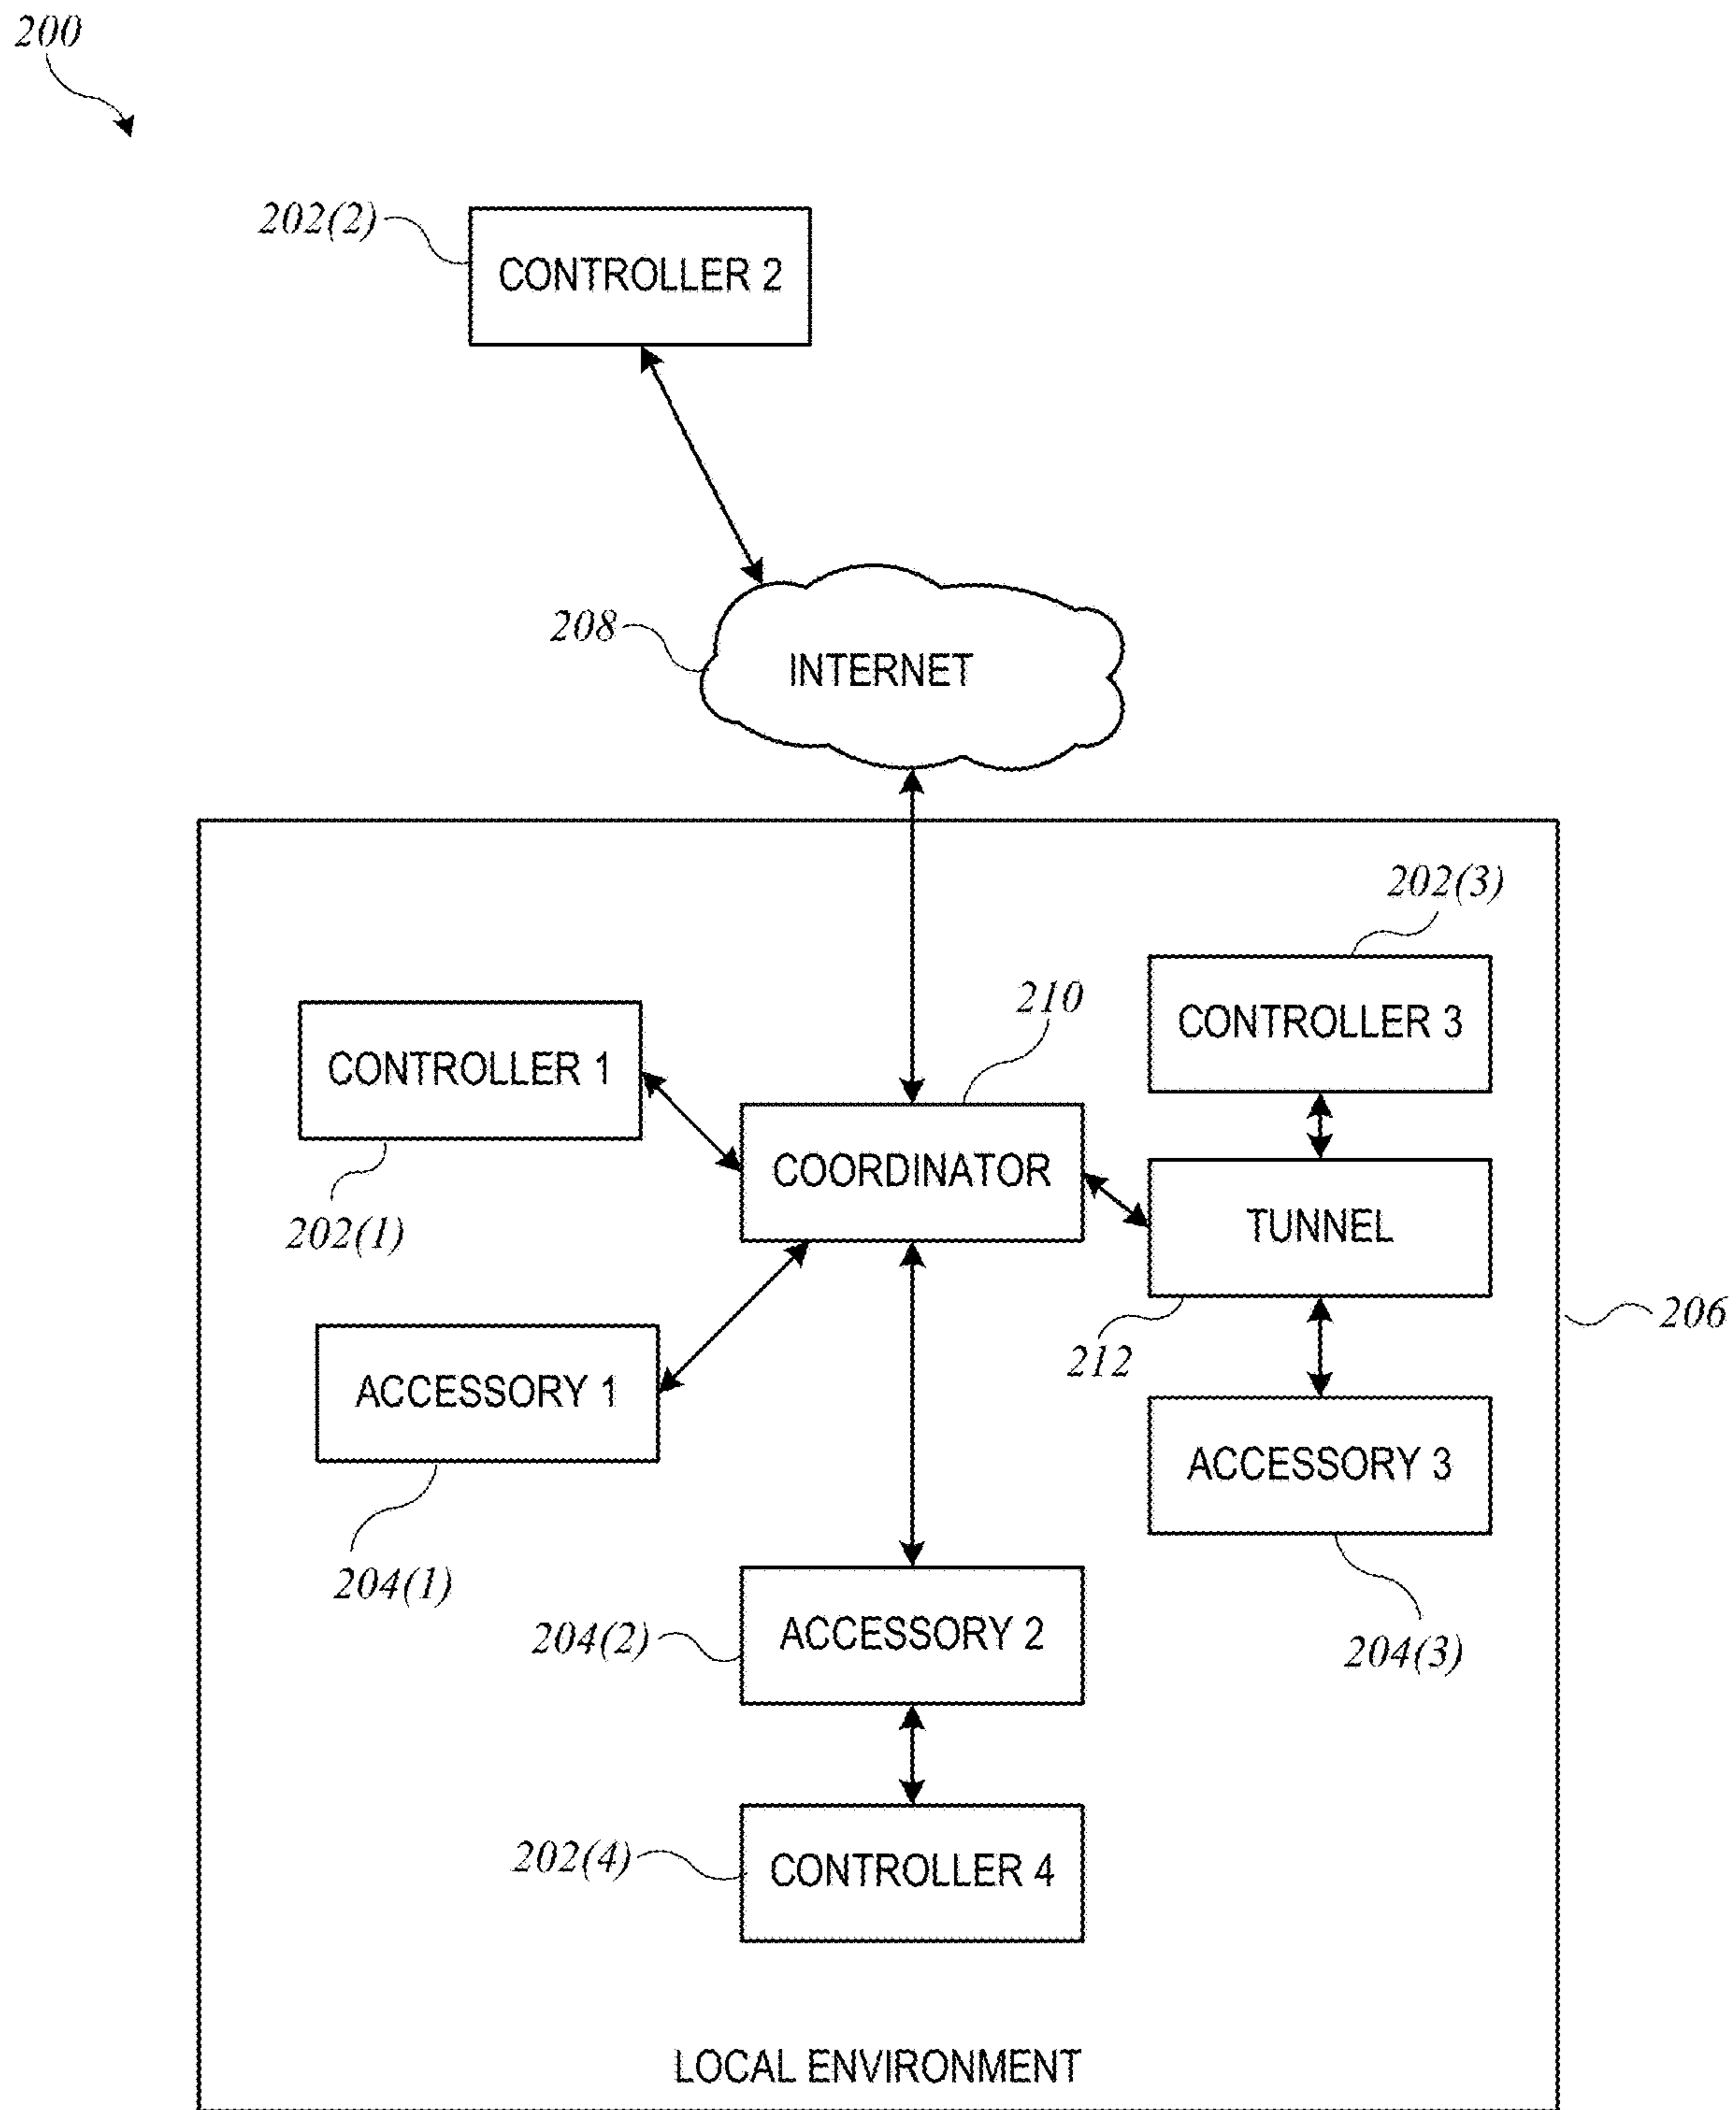 200
202(2)
CONTROLLER 2
208
INTERNET
202(3)
210
CONTROLLER 3
CONTROLLER 1
COORDINATOR
202(1)
TUNNEL
206
212
ACCESSORY 1
ACCESSORY 3
204(1)
204(2)
ACCESSORY 2
204(3)
202(4)
CONTROLLER 4
LOCAL ENVIRONMENT